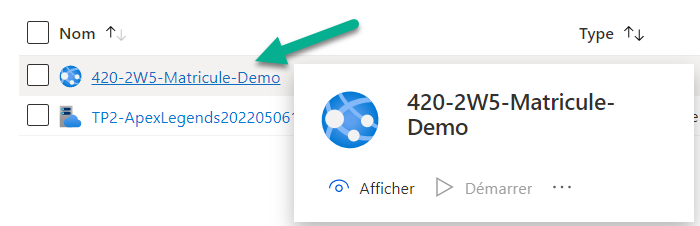 Nom ↑↓
Type ↑↓
420-2W5-Matricule-Demo
TP2-ApexLegends20220506
420-2W5-Matricule-
Demo
Afficher
Démarrer
...